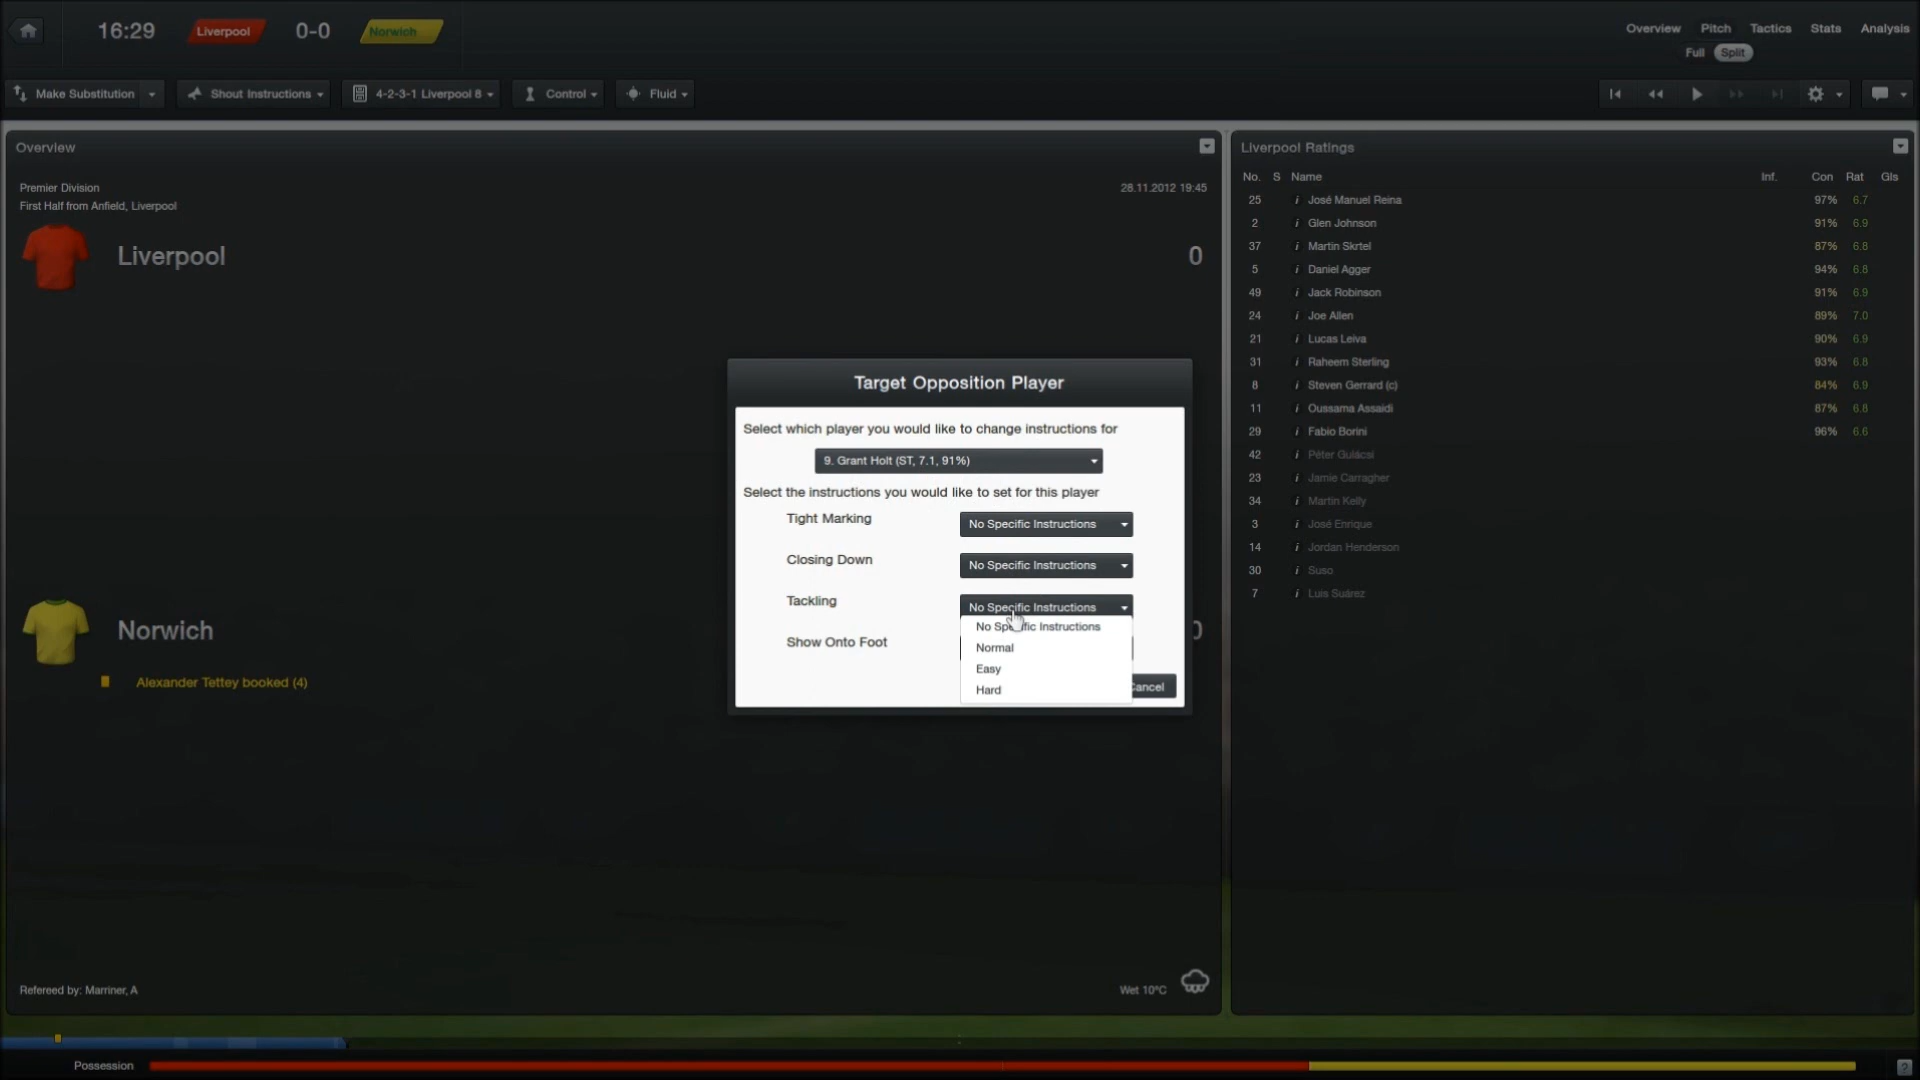 16:29 Liverpool 0-0 Norwich
Overview Pitch Tactics Stats Analysis
Full Split
Make Substitution Shout Instructions 4-2-3-1 Liverpool 8 Control Fluid
Overview
Premier Division 28.11.2012 19:45
First Half from Anfield, Liverpool
Liverpool 0
Norwich 0
Alexander Tettey booked (4)
Refereed by: Marriner, A
Wet 10°C
Target Opposition Player
Select which player you would like to change instructions for
9. Grant Holt (ST, 7.1, 91%)
Select the instructions you would like to set for this player
Tight Marking No Specific Instructions
Closing Down No Specific Instructions
Tackling No Specific Instructions
No Specific Instructions
Show Onto Foot
Normal
Easy
Hard
Cancel
Liverpool Ratings
No. S Name Inf. Con Rat Gls
25 i José Manuel Reina 97% 6.7
2 i Glen Johnson 91% 6.9
37 i Martin Skrtel 87% 6.8
5 i Daniel Agger 94% 6.8
49 i Jack Robinson 91% 6.9
24 i Joe Allen 89% 7.0
21 i Lucas Leiva 90% 6.9
31 i Raheem Sterling 93% 6.8
8 i Steven Gerrard (c) 84% 6.9
11 i Oussama Assaidi 87% 6.8
29 i Fabio Borini 96% 6.6
42 i Péter Gulácsi
23 i Jamie Carragher
34 i Martin Kelly
3 i José Enrique
14 i Jordan Henderson
30 i Suso
7 i Luis Suárez
Possession